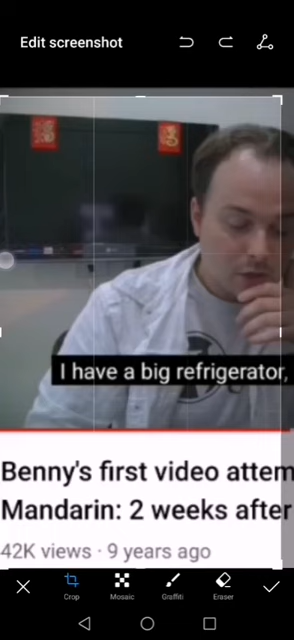 Edit screenshot
I have a big refrigerator,
Benny's first video attem
Mandarin: 2 weeks after
42K views · 9 years ago
Crop
Mosaic
Graffiti
Eraser